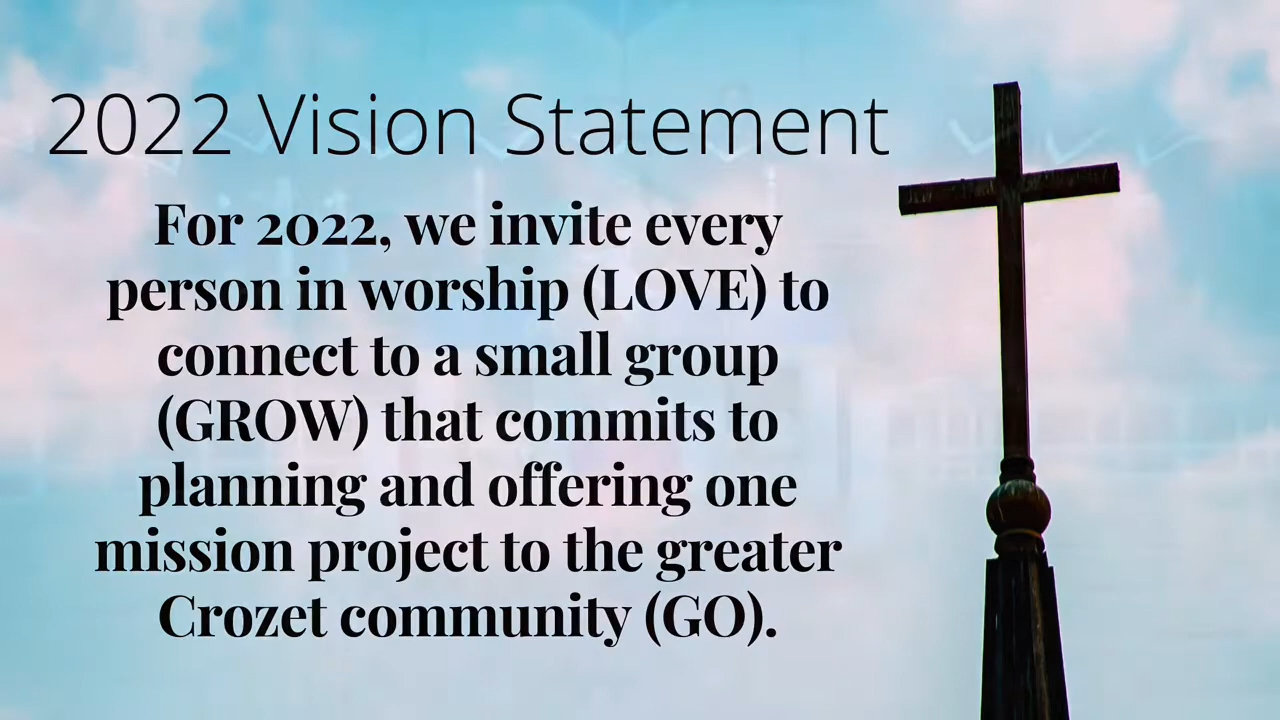 2022 Vision Statement
For 2022, we invite every
person in worship (LOVE) to
connect to a small group
(GROW) that commits to
planning and offering one
mission project to the greater
Crozet community (GO).